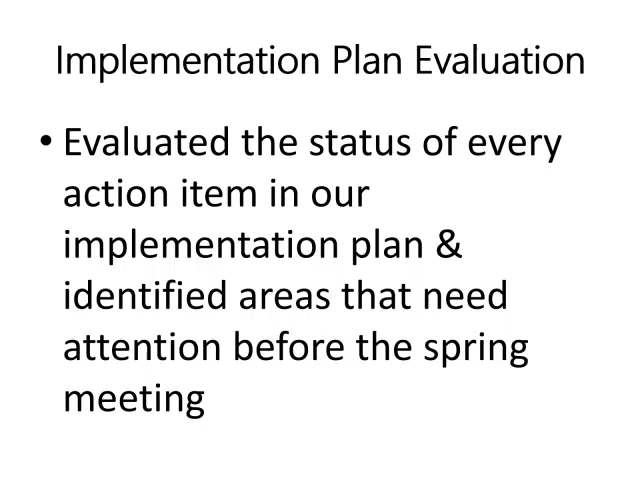 Implementation Plan Evaluation
• Evaluated the status of every
action item in our
implementation plan &
identified areas that need
attention before the spring
meeting